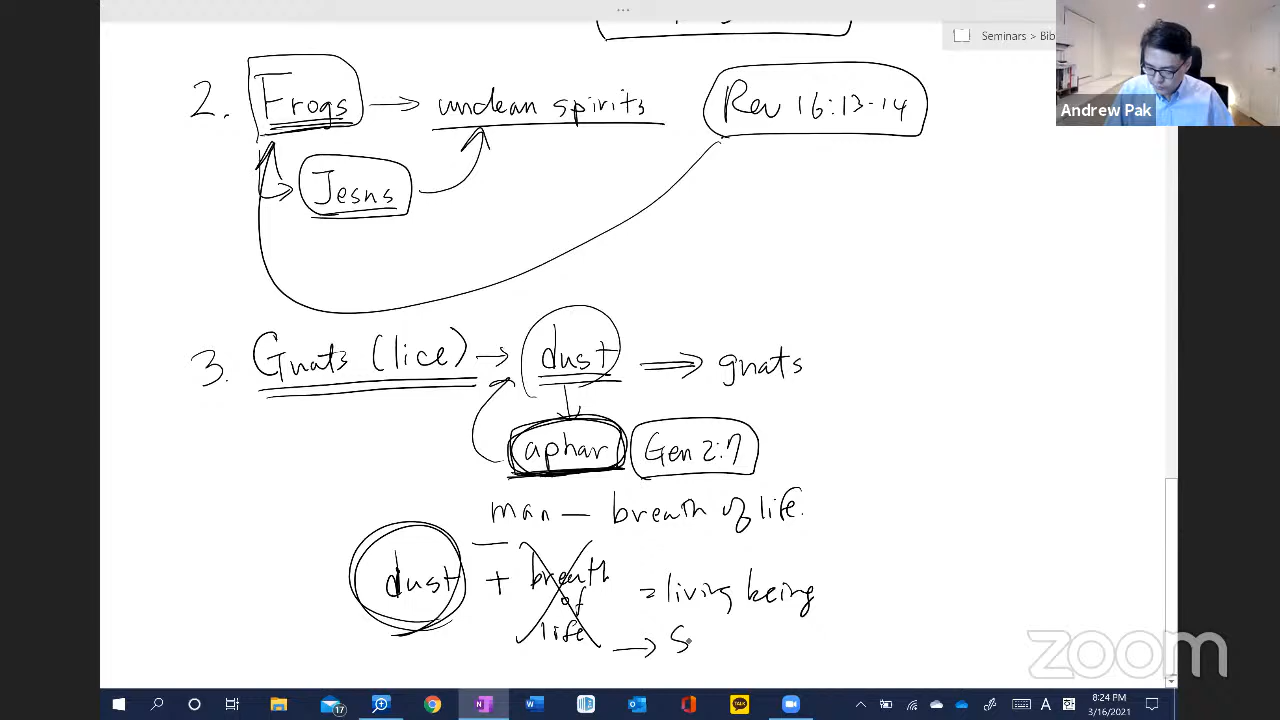 Seminars > Bib
Andrew Pak
2. Frogs → unclean spirits Rev 16:13-14
Jesus
3. Gnats (lice) → dust ⟹ gnats
aphar Gen 2:7
man — breath of life.
dust + breath of life = living being
→ S
zoom
17
TALK
A
8:24 PM
3/16/2021